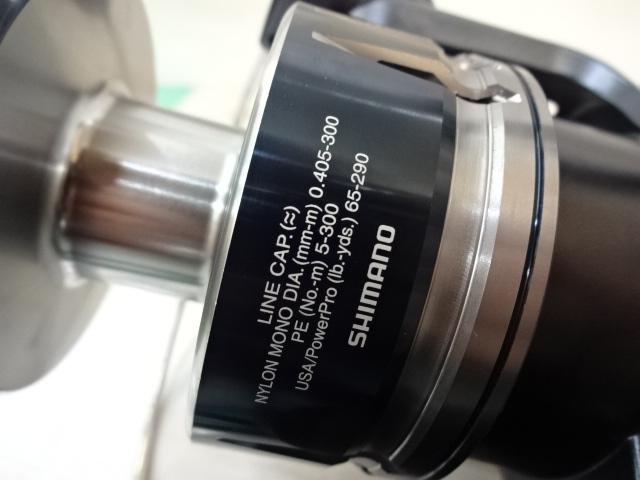 LINE CAP.(≈)
NYLON MONO DIA.(mm-m) 0.405-300
PE (No.-m) 5-300
USA/PowerPro (lb.-yds.) 65-290
SHIMANO